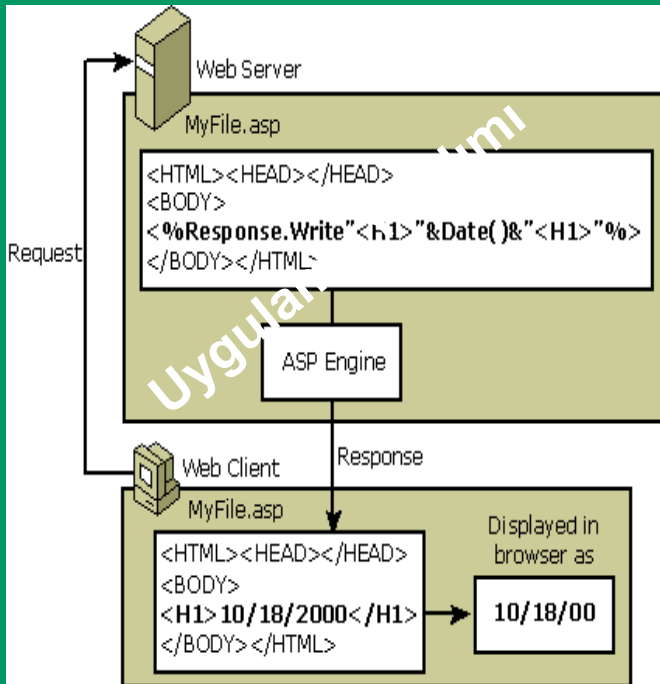 Web Server
MyFile.asp
<HTML><HEAD></HEAD>
<BODY>
<%Response.Write"<H1>"&Date( )&"<H1>"%>
</BODY></HTML>
ASP Engine
Request
Response
Web Client
MyFile.asp
<HTML><HEAD></HEAD>
<BODY>
<H1>10/18/2000</H1>
</BODY></HTML>
Displayed in
browser as
10/18/00